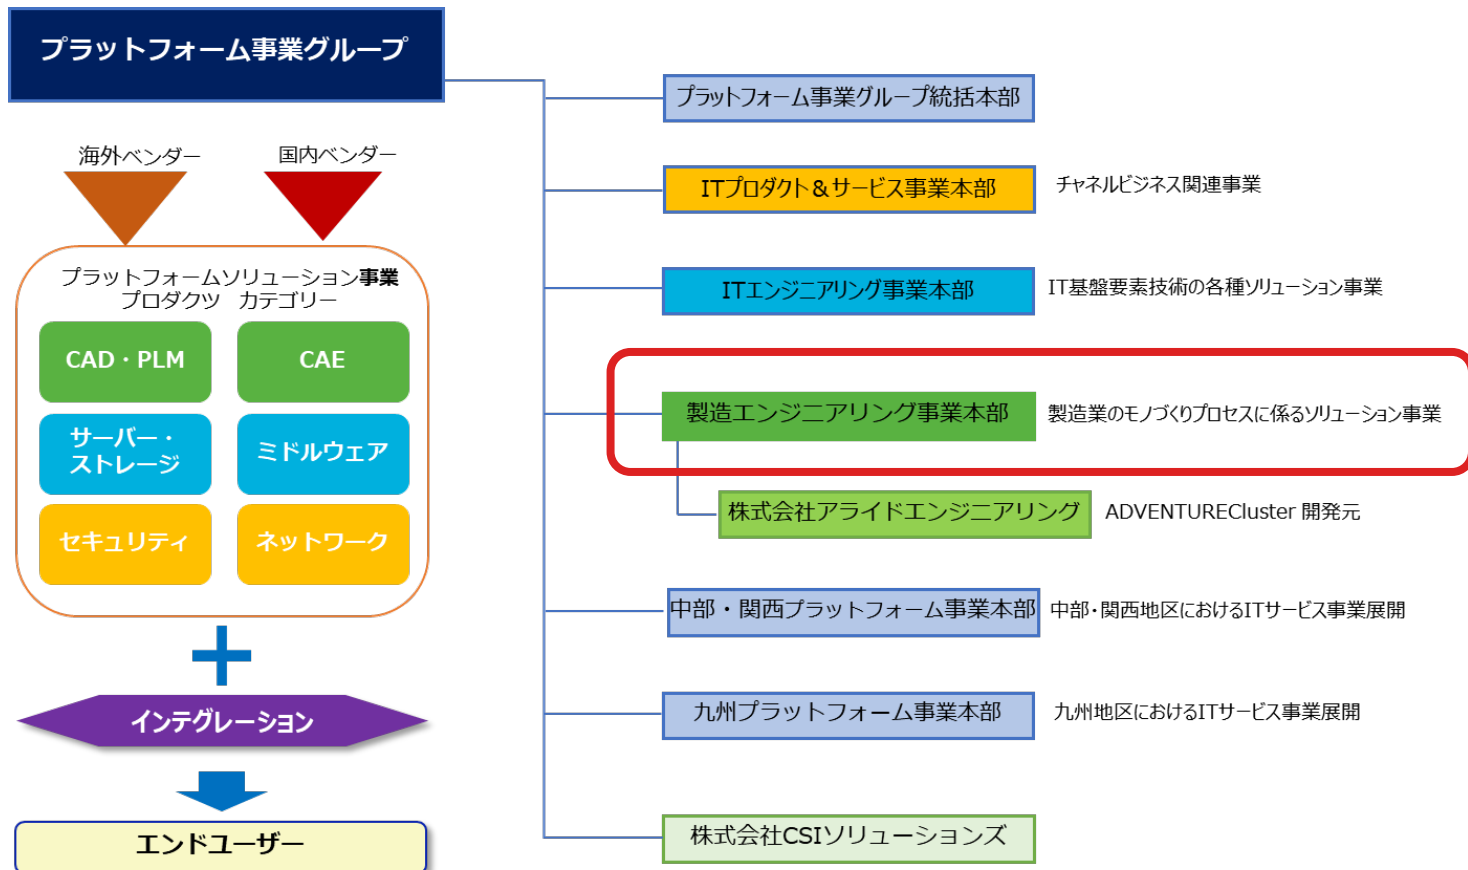 プラットフォーム事業グループ
海外ベンダー
国内ベンダー
プラットフォームソリューション事業
プロダクツ　カテゴリー
CAD・PLM
CAE
サーバー・
ストレージ
ミドルウェア
セキュリティ
ネットワーク
インテグレーション
エンドユーザー
プラットフォーム事業グループ統括本部
ITプロダクト＆サービス事業本部
チャネルビジネス関連事業
ITエンジニアリング事業本部
IT基盤要素技術の各種ソリューション事業
製造エンジニアリング事業本部
製造業のモノづくりプロセスに係るソリューション事業
株式会社アライドエンジニアリング
ADVENTURECluster 開発元
中部・関西プラットフォーム事業本部
中部・関西地区におけるITサービス事業展開
九州プラットフォーム事業本部
九州地区におけるITサービス事業展開
株式会社CSIソリューションズ